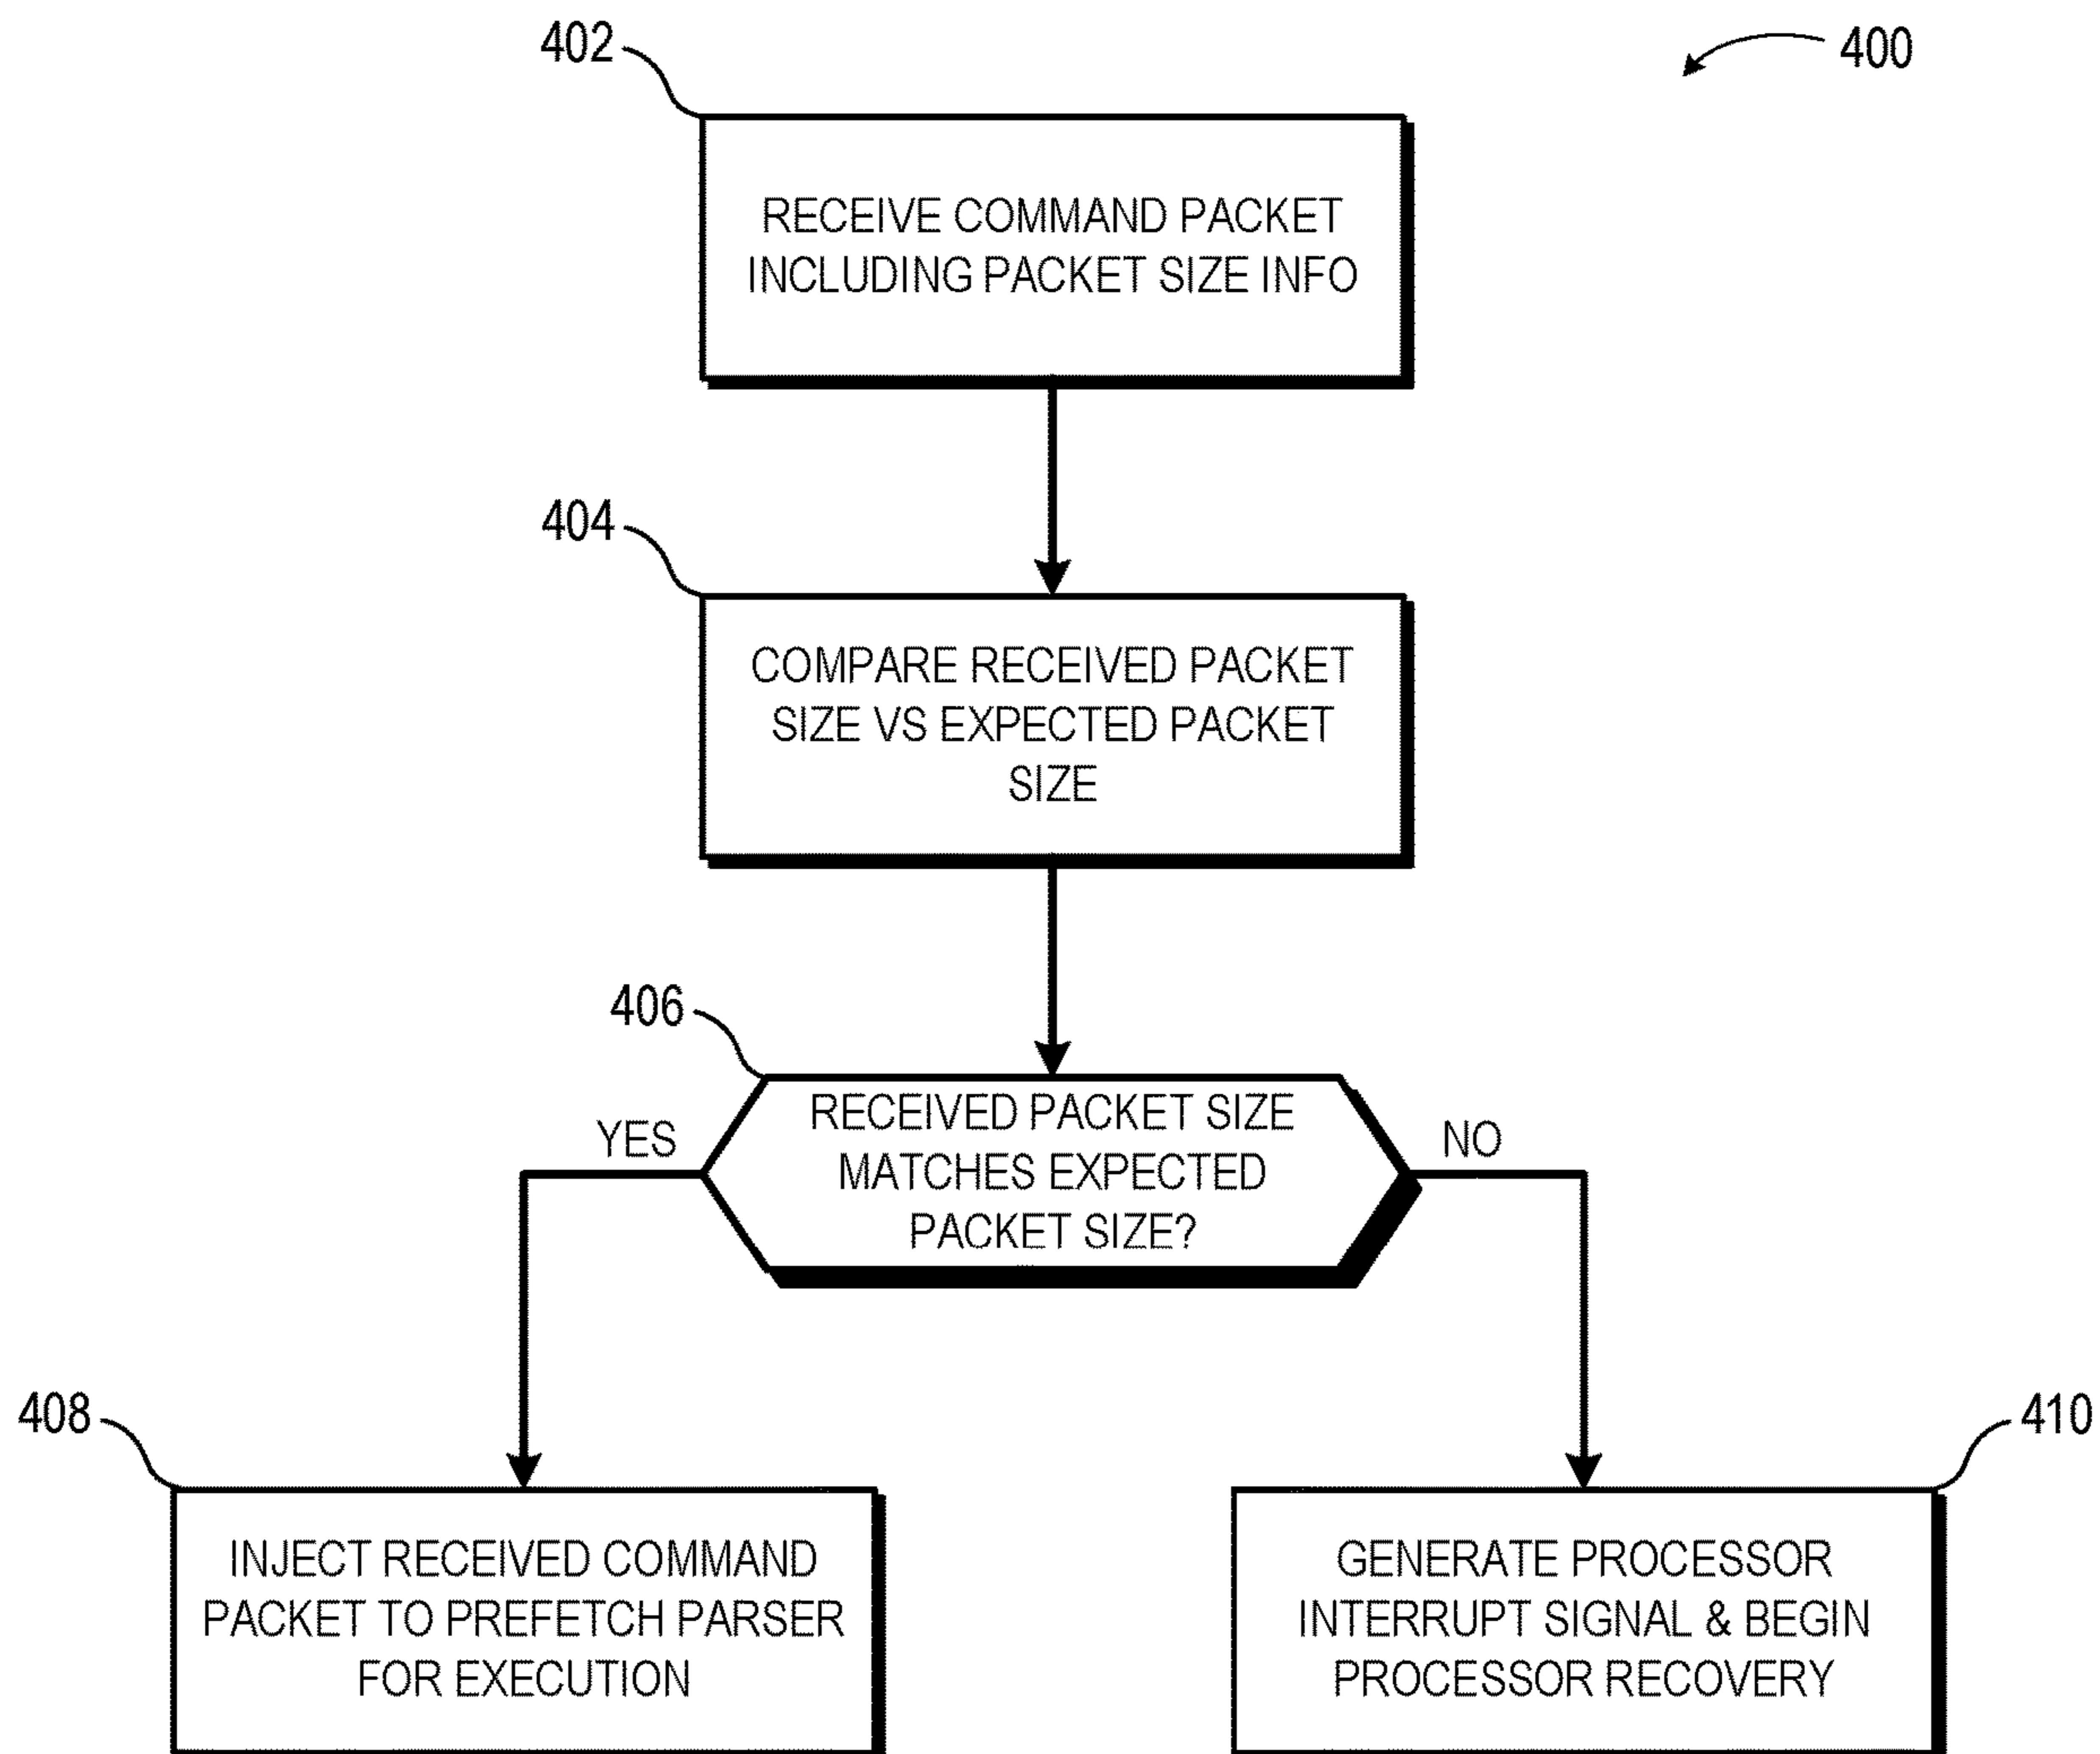 402
400
RECEIVE COMMAND PACKET
INCLUDING PACKET SIZE INFO
404
COMPARE RECEIVED PACKET
SIZE VS EXPECTED PACKET
SIZE
406
YES
RECEIVED PACKET SIZE
MATCHES EXPECTED
PACKET SIZE?
NO
408
410
INJECT RECEIVED COMMAND
PACKET TO PREFETCH PARSER
FOR EXECUTION
GENERATE PROCESSOR
INTERRUPT SIGNAL & BEGIN
PROCESSOR RECOVERY